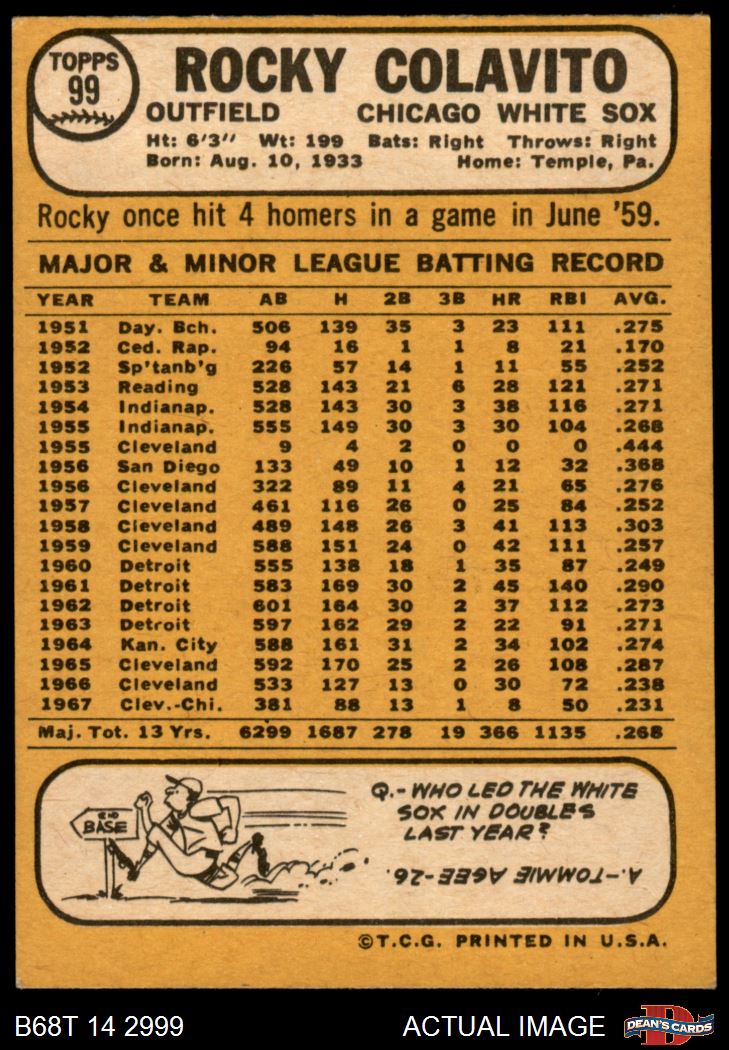 TOPPS
99
ROCKY COLAVITO
OUTFIELD CHICAGO WHITE SOX
Ht: 6'3" Wt: 199 Bats: Right Throws: Right
Born: Aug. 10, 1933 Home: Temple, Pa.
Rocky once hit 4 homers in a game in June '59.
MAJOR & MINOR LEAGUE BATTING RECORD
YEAR TEAM AB H 2B 3B HR RBI AVG.
1951 Day. Bch. 506 139 35 3 23 111 .275
1952 Ced. Rap. 94 16 1 1 8 21 .170
1952 Sp'tanb'g 226 57 14 1 11 55 .252
1953 Reading 528 143 21 6 28 121 .271
1954 Indianap. 528 143 30 3 38 116 .271
1955 Indianap. 555 149 30 3 30 104 .268
1955 Cleveland 9 4 2 0 0 0 .444
1956 San Diego 133 49 10 1 12 32 .368
1956 Cleveland 322 89 11 4 21 65 .276
1957 Cleveland 461 116 26 0 25 84 .252
1958 Cleveland 489 148 26 3 41 113 .303
1959 Cleveland 588 151 24 0 42 111 .257
1960 Detroit 555 138 18 1 35 87 .249
1961 Detroit 583 169 30 2 45 140 .290
1962 Detroit 601 164 30 2 37 112 .273
1963 Detroit 597 162 29 2 22 91 .271
1964 Kan. City 588 161 31 2 34 102 .274
1965 Cleveland 592 170 25 2 26 108 .287
1966 Cleveland 533 127 13 0 30 72 .238
1967 Clev.-Chi. 381 88 13 1 8 50 .231
Maj. Tot. 13 Yrs. 6299 1687 278 19 366 1135 .268
2ND
BASE
Q.- WHO LED THE WHITE
SOX IN DOUBLES
LAST YEAR?
A.-TOMMIE AGEE-26.
©T.C.G. PRINTED IN U.S.A.
B68T 14 2999 ACTUAL IMAGE
D
DEAN'S CARDS